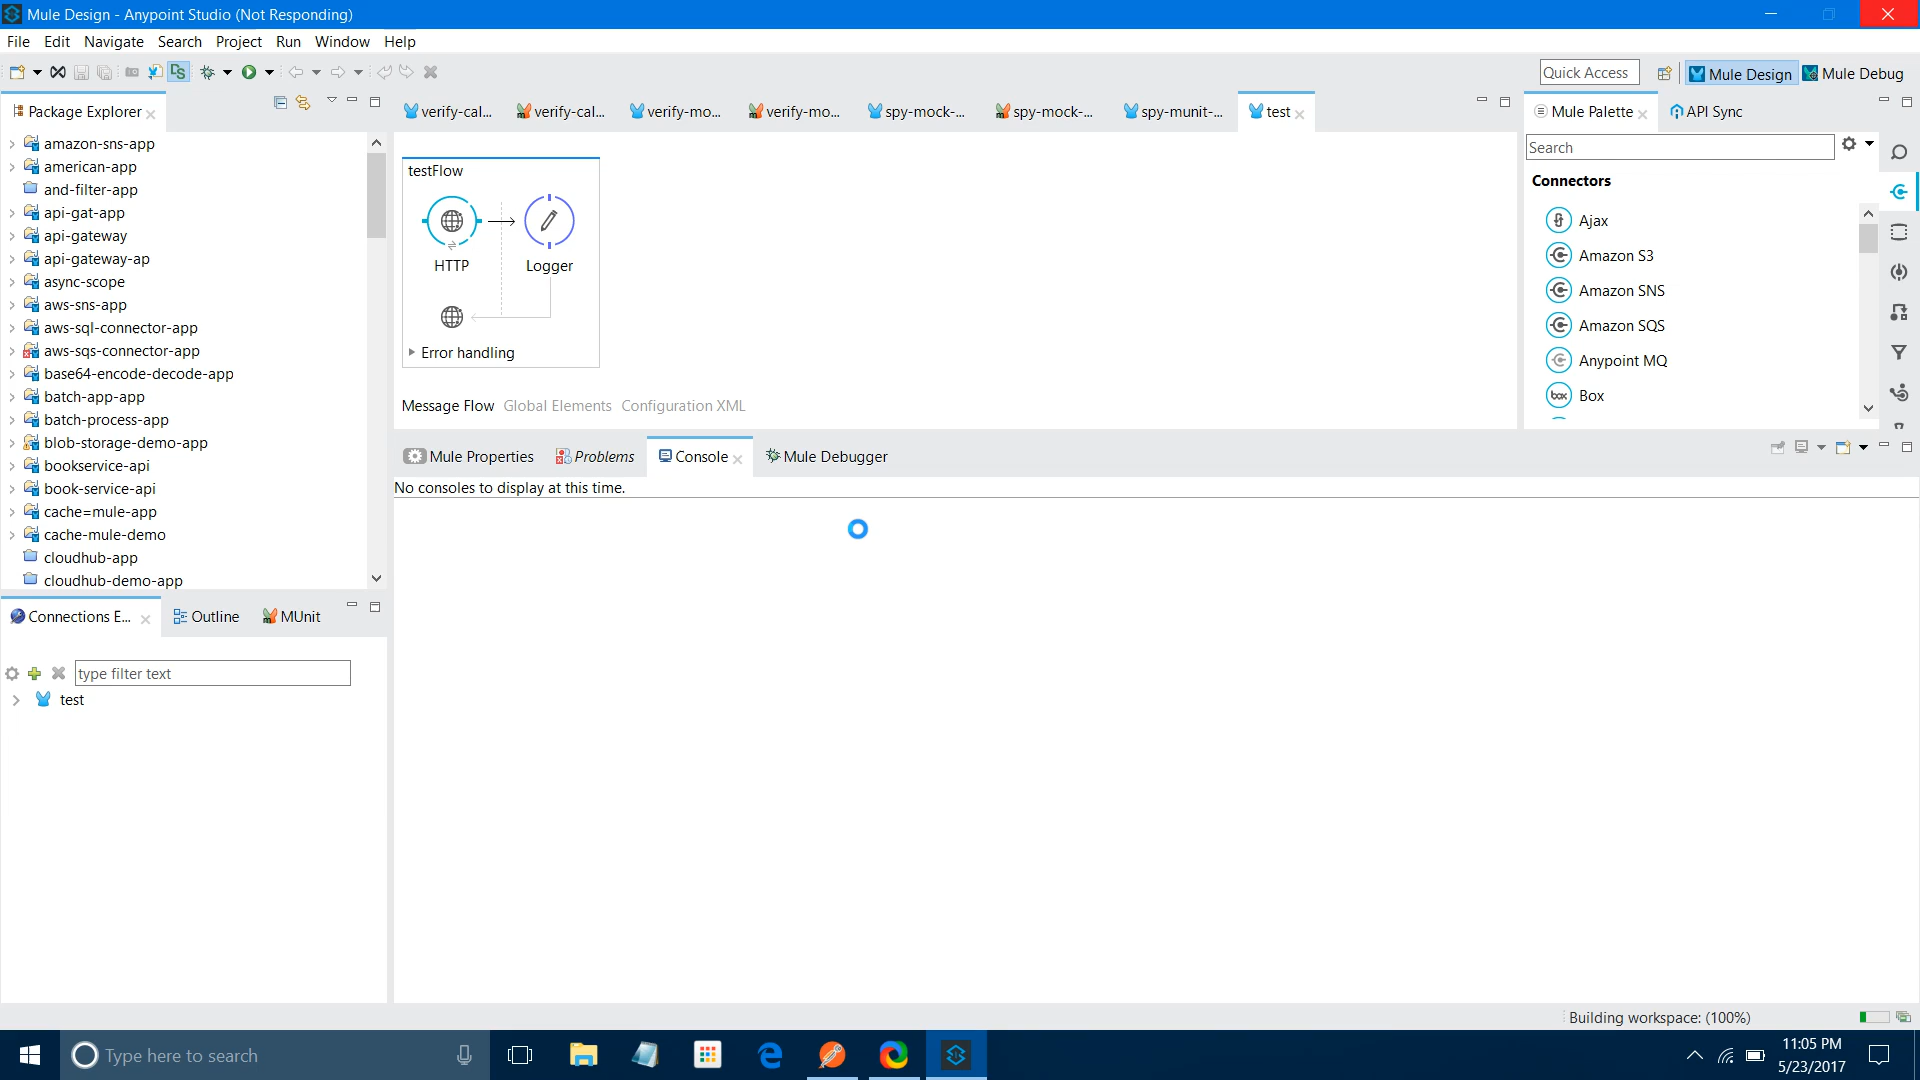 Mule Design - Anypoint Studio (Not Responding)
File Edit Navigate Search Project Run Window Help
Quick Access Mule Design Mule Debug
Package Explorer
amazon-sns-app
american-app
and-filter-app
api-gat-app
api-gateway
api-gateway-ap
async-scope
aws-sns-app
aws-sql-connector-app
aws-sqs-connector-app
base64-encode-decode-app
batch-app-app
batch-process-app
blob-storage-demo-app
bookservice-api
book-service-api
cache=mule-app
cache-mule-demo
cloudhub-app
cloudhub-demo-app
Connections E... Outline MUnit
type filter text
test
verify-cal... verify-cal... verify-mo... verify-mo... spy-mock-... spy-mock-... spy-munit-... test
testFlow
HTTP Logger
Error handling
Message Flow Global Elements Configuration XML
Mule Palette API Sync
Search
Connectors
Ajax
Amazon S3
Amazon SNS
Amazon SQS
Anypoint MQ
box Box
Mule Properties Problems Console Mule Debugger
No consoles to display at this time.
Building workspace: (100%)
Type here to search
11:05 PM
5/23/2017